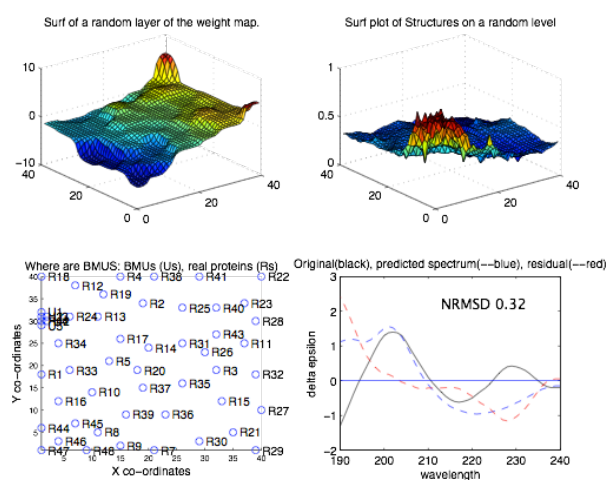 Surf of a random layer of the weight map.
10
0
−10
40
20
0
0
20
40
Surf plot of Structures on a random level
1
0.5
0
40
20
0
0
20
40
Where are BMUS: BMUs (Us), real proteins (Rs)
Y co-ordinates
40
35
30
25
20
15
10
5
R18
R4
R38
R41
R22
R12
R19
R2
R23
R25
R40
R24
R13
R28
U1
R43
R34
R17
R14
R31
R11
R26
R5
R1
R33
R20
R3
R32
R37
R35
R10
R16
R15
R39
R36
R27
R44
R45
R8
R21
R46
R9
R30
R47
R48
R7
R29
5
10
15
20
25
30
35
40
X co-ordinates
Original(black), predicted spectrum(--blue), residual(--red)
NRMSD 0.32
delta epsilon
3
2
1
0
−1
−2
190
200
210
220
230
240
wavelength